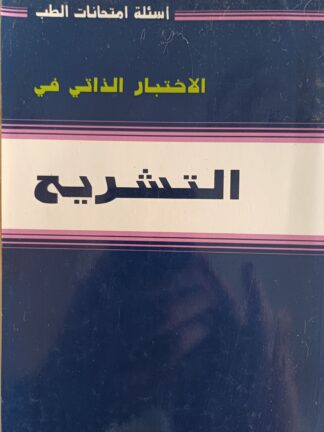 أسئلة امتحانات الطب
الاختبار الذاتي في
التشريح